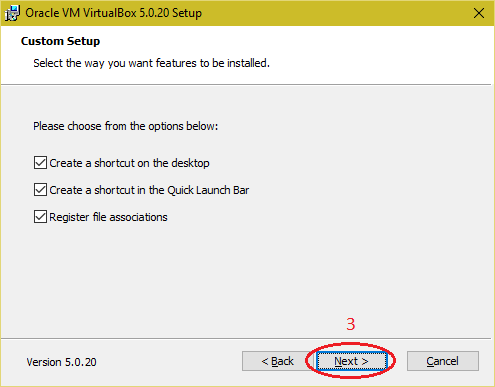 Oracle VM VirtualBox 5.0.20 Setup
Custom Setup
Select the way you want features to be installed.
Please choose from the options below:
Create a shortcut on the desktop
Create a shortcut in the Quick Launch Bar
Register file associations
3
Version 5.0.20
< Back
Next >
Cancel